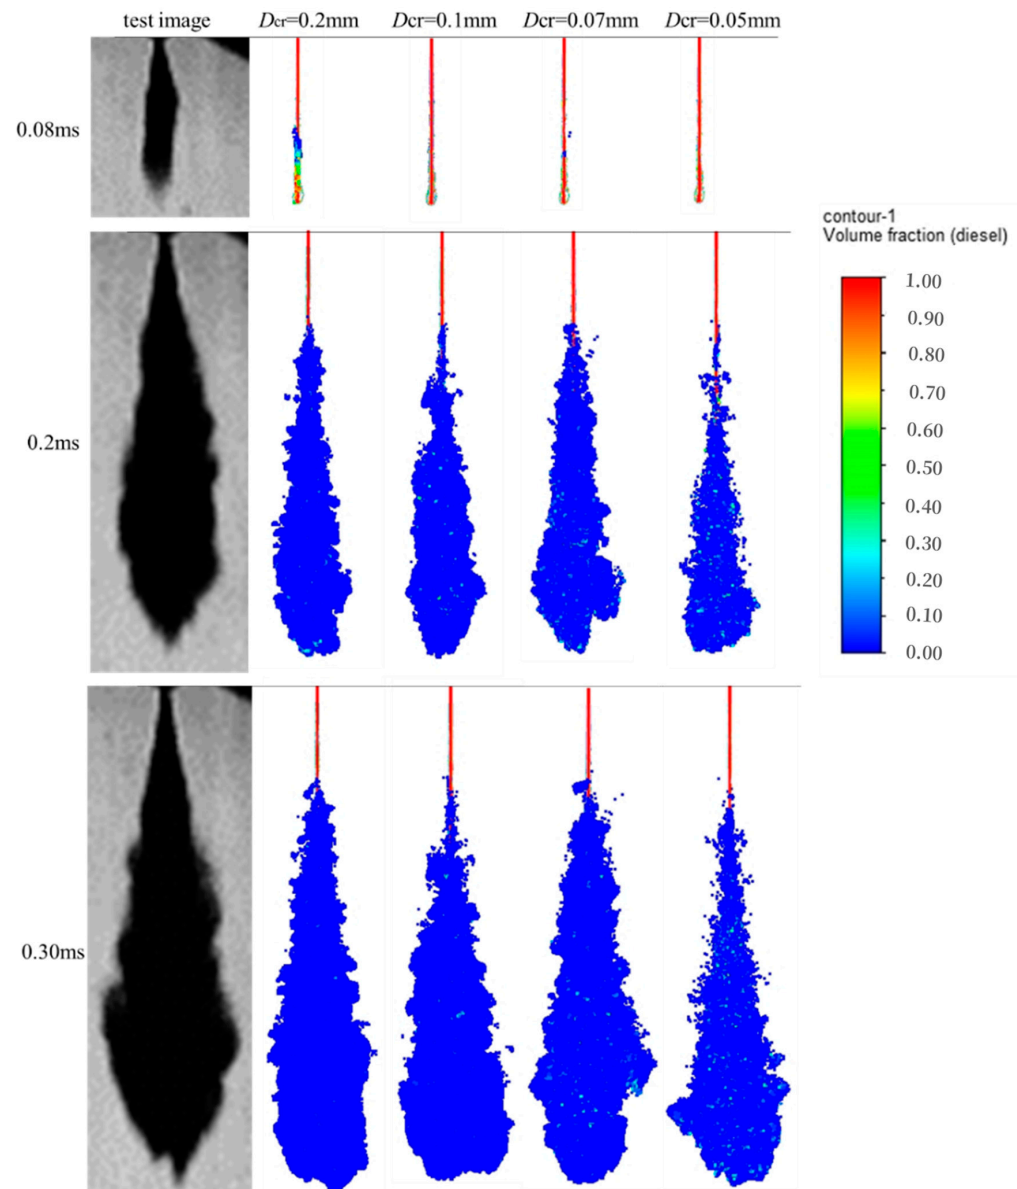 test image Dcr=0.2mm Dcr=0.1mm Dcr=0.07mm Dcr=0.05mm
0.08ms
0.2ms
0.30ms
contour-1
Volume fraction (diesel)
1.00
0.90
0.80
0.70
0.60
0.50
0.40
0.30
0.20
0.10
0.00